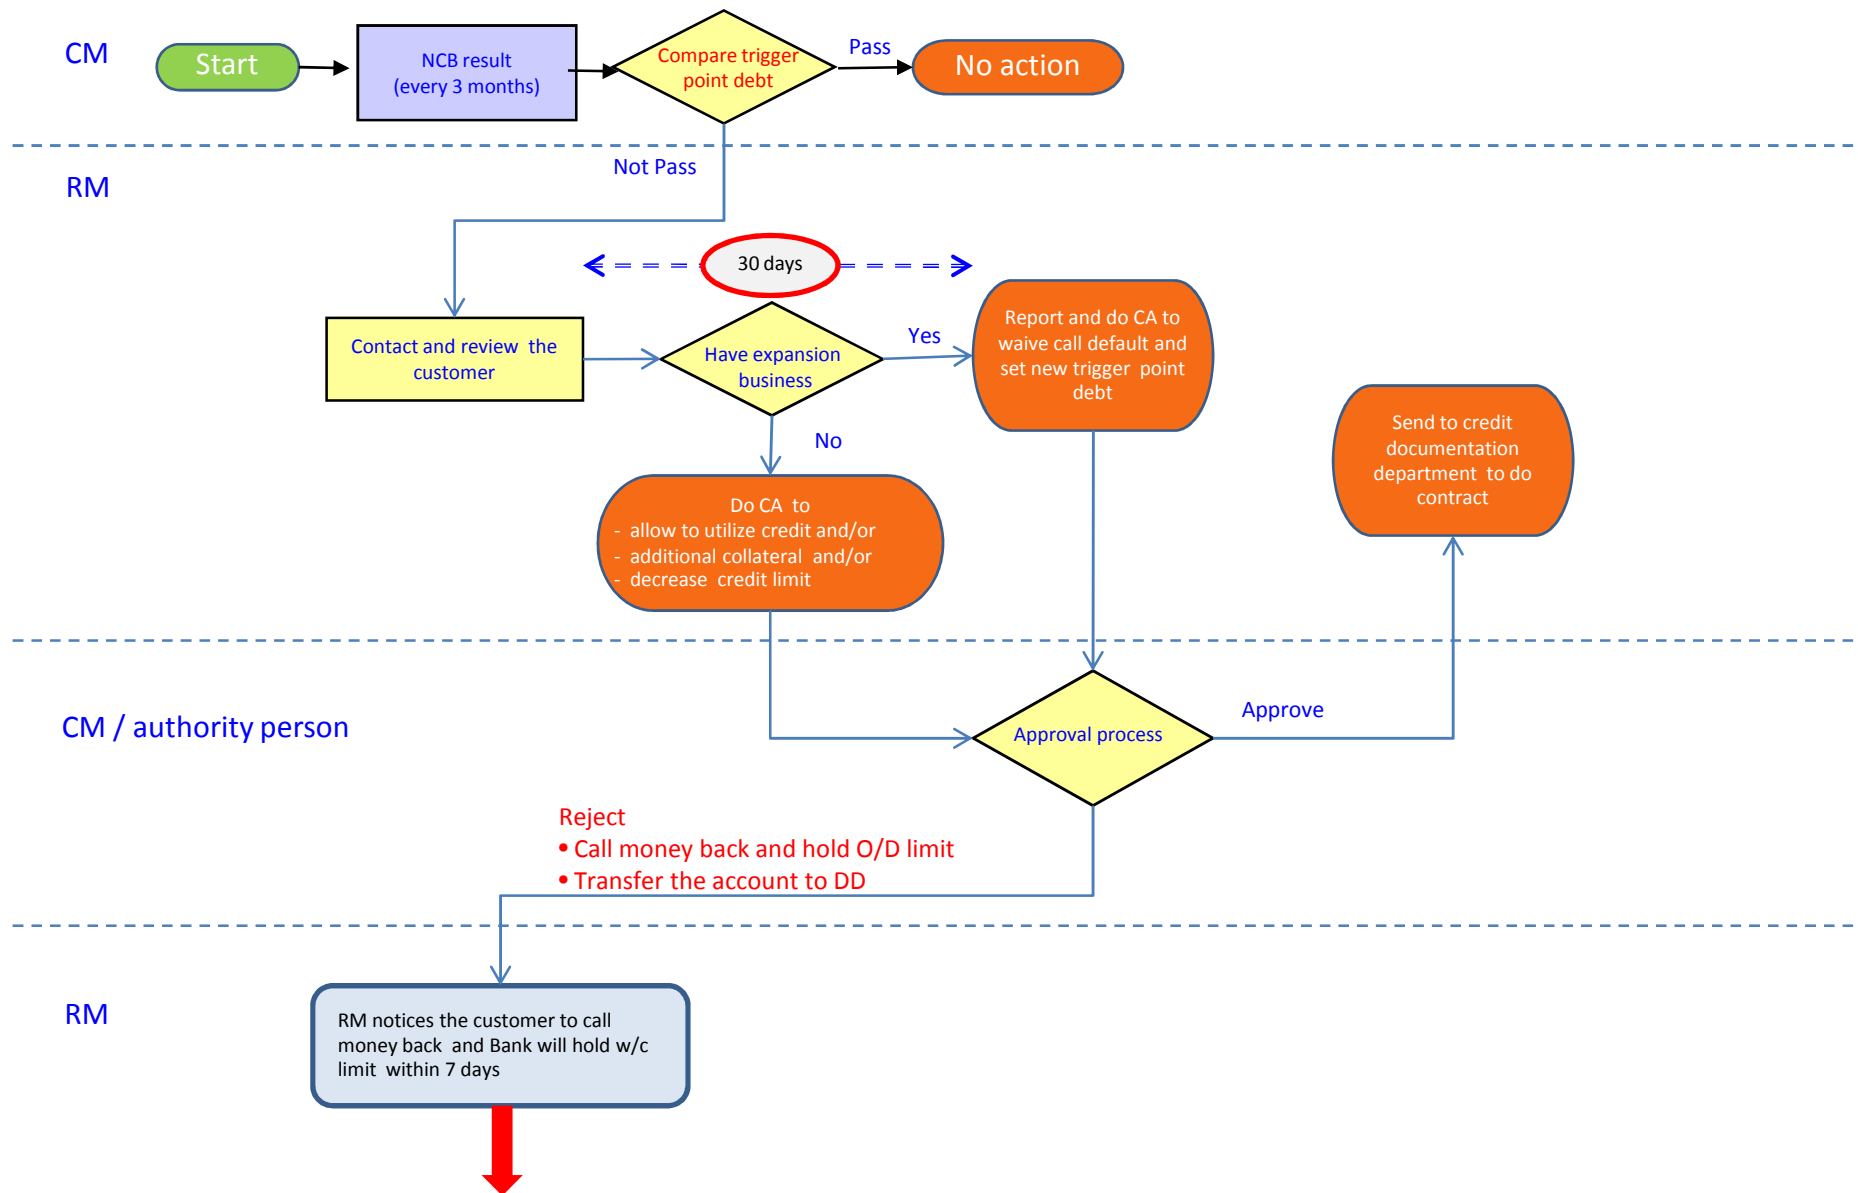 CM
Start
NCB result
(every 3 months)
Compare trigger
point debt
Pass
No action
Not Pass
RM
30 days
Contact and review the
customer
Have expansion
business
Yes
Report and do CA to
waive call default and
set new trigger point
debt
No
Do CA to
- allow to utilize credit and/or
- additional collateral and/or
- decrease credit limit
Send to credit
documentation
department to do
contract
CM / authority person
Approval process
Approve
Reject
• Call money back and hold O/D limit
• Transfer the account to DD
RM
RM notices the customer to call
money back and Bank will hold w/c
limit within 7 days